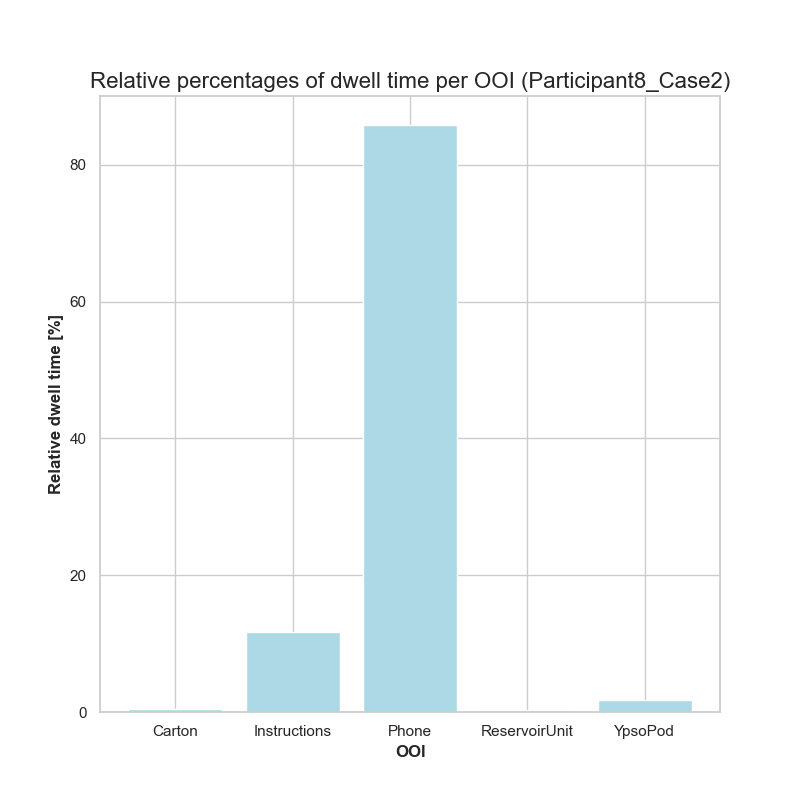 Relative percentages of dwell time per OOI (Participant8_Case2)
Relative dwell time [%]
80
60
40
20
0
Carton Instructions Phone ReservoirUnit YpsoPod
OOI